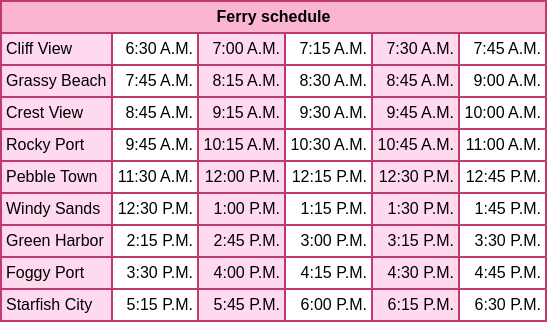 Ferry schedule
Cliff View 6:30 A.M. 7:00 A.M. 7:15 A.M. 7:30 A.M. 7:45 A.M.
Grassy Beach 7:45 A.M. 8:15 A.M. 8:30 A.M. 8:45 A.M. 9:00 A.M.
Crest View 8:45 A.M. 9:15 A.M. 9:30 A.M. 9:45 A.M. 10:00 A.M.
Rocky Port 9:45 A.M. 10:15 A.M. 10:30 A.M. 10:45 A.M. 11:00 A.M.
Pebble Town 11:30 A.M. 12:00 P.M. 12:15 P.M. 12:30 P.M. 12:45 P.M.
Windy Sands 12:30 P.M. 1:00 P.M. 1:15 P.M. 1:30 P.M. 1:45 P.M.
Green Harbor 2:15 P.M. 2:45 P.M. 3:00 P.M. 3:15 P.M. 3:30 P.M.
Foggy Port 3:30 P.M. 4:00 P.M. 4:15 P.M. 4:30 P.M. 4:45 P.M.
Starfish City 5:15 P.M. 5:45 P.M. 6:00 P.M. 6:15 P.M. 6:30 P.M.